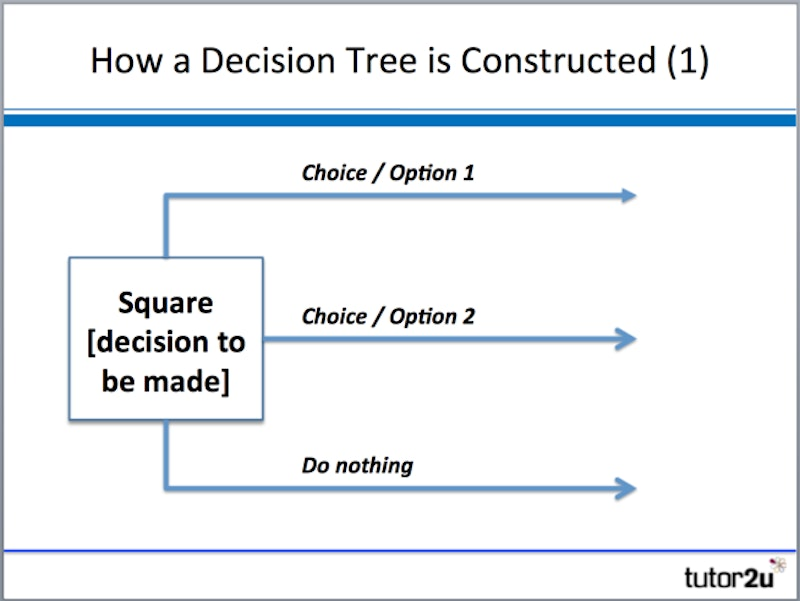 How a Decision Tree is Constructed (1)
Choice / Option 1
Square
[decision to
be made]
Choice / Option 2
Do nothing
tutor2u